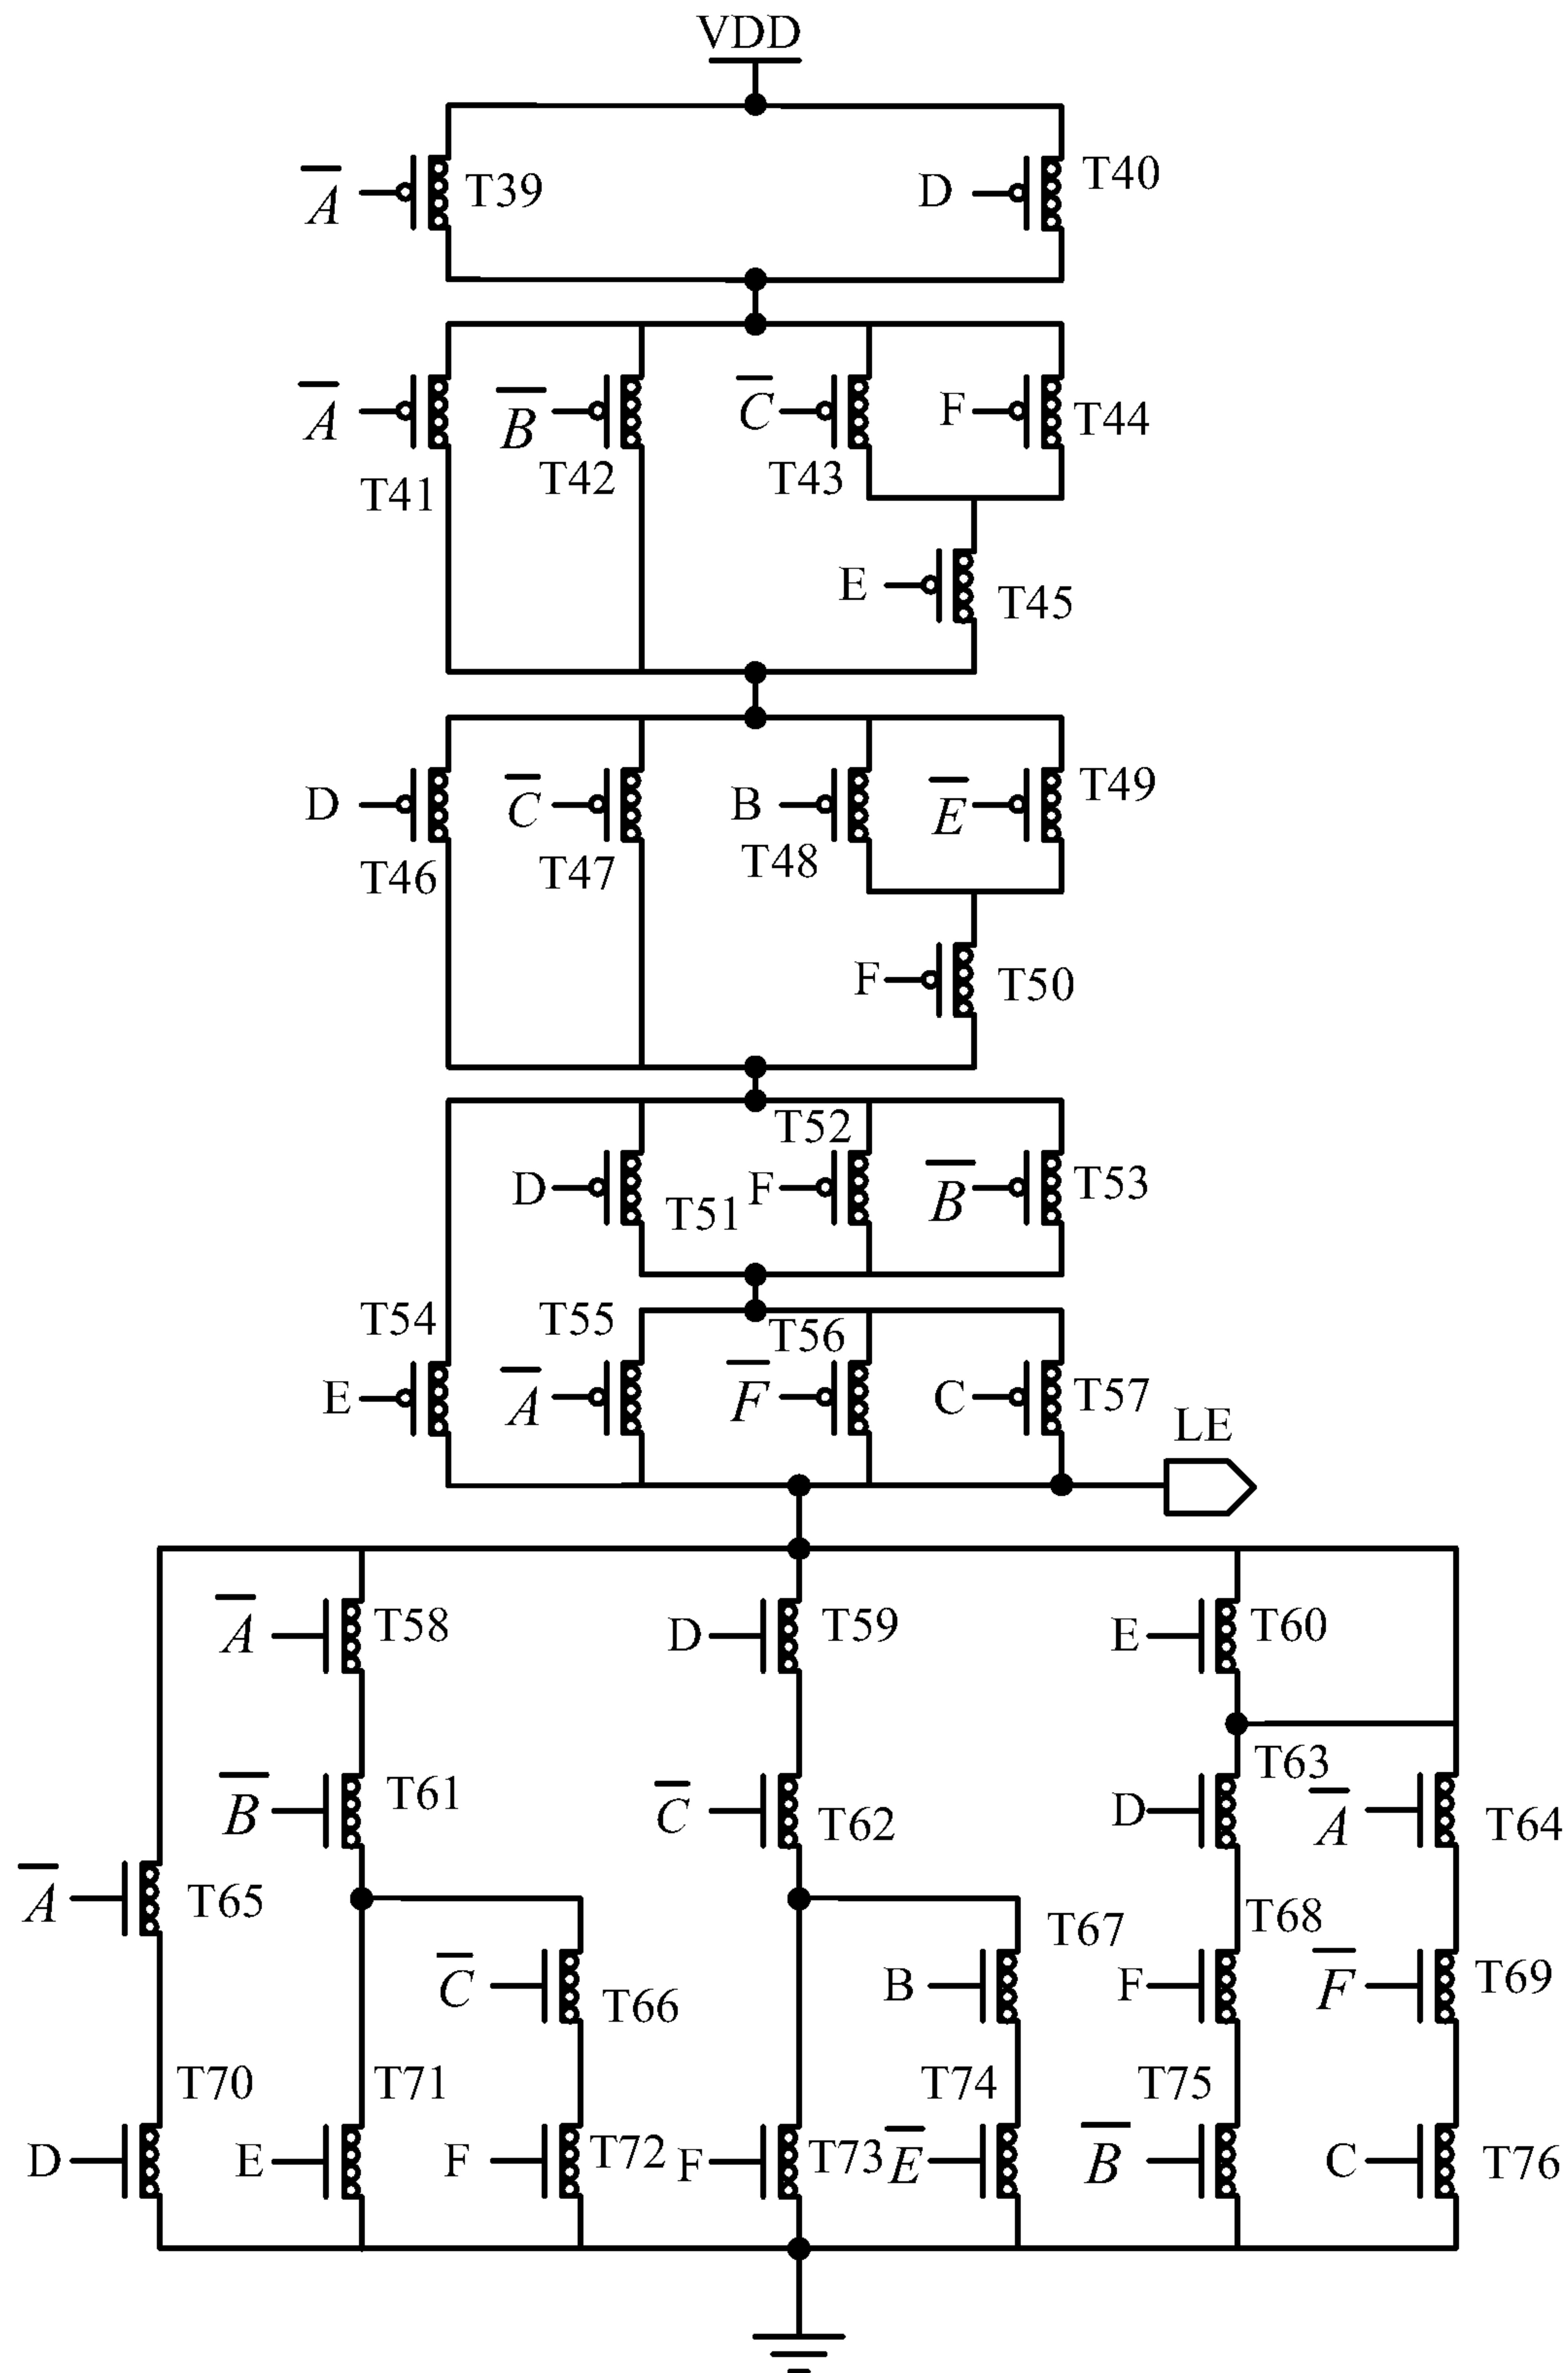 VDD
A̅ T39 D T40
A̅ T41 B̅ T42 C̅ T43 F T44
E T45
D T46 C̅ T47 B T48 E̅ T49
F T50
D T51 T52 F B̅ T53
T54 E T55 A̅ T56 F̅ C T57
LE
A̅ T58 D T59 E T60
B̅ T61 C̅ T62 T63 D A̅ T64
A̅ T65 C̅ T66 B T67 T68 F F̅ T69
T70 D T71 E F T72 F T73 T74 E̅ T75 B̅ C T76